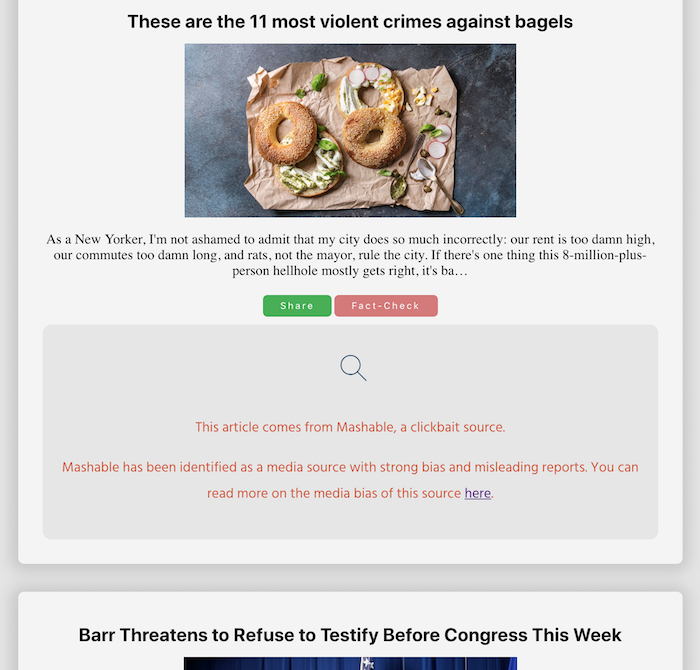 These are the 11 most violent crimes against bagels
As a New Yorker, I'm not ashamed to admit that my city does so much incorrectly: our rent is too damn high,
our commutes too damn long, and rats, not the mayor, rule the city. If there's one thing this 8-million-plus-
person hellhole mostly gets right, it's ba…
Share Fact-Check
This article comes from Mashable, a clickbait source.
Mashable has been identified as a media source with strong bias and misleading reports. You can
read more on the media bias of this source here.
Barr Threatens to Refuse to Testify Before Congress This Week